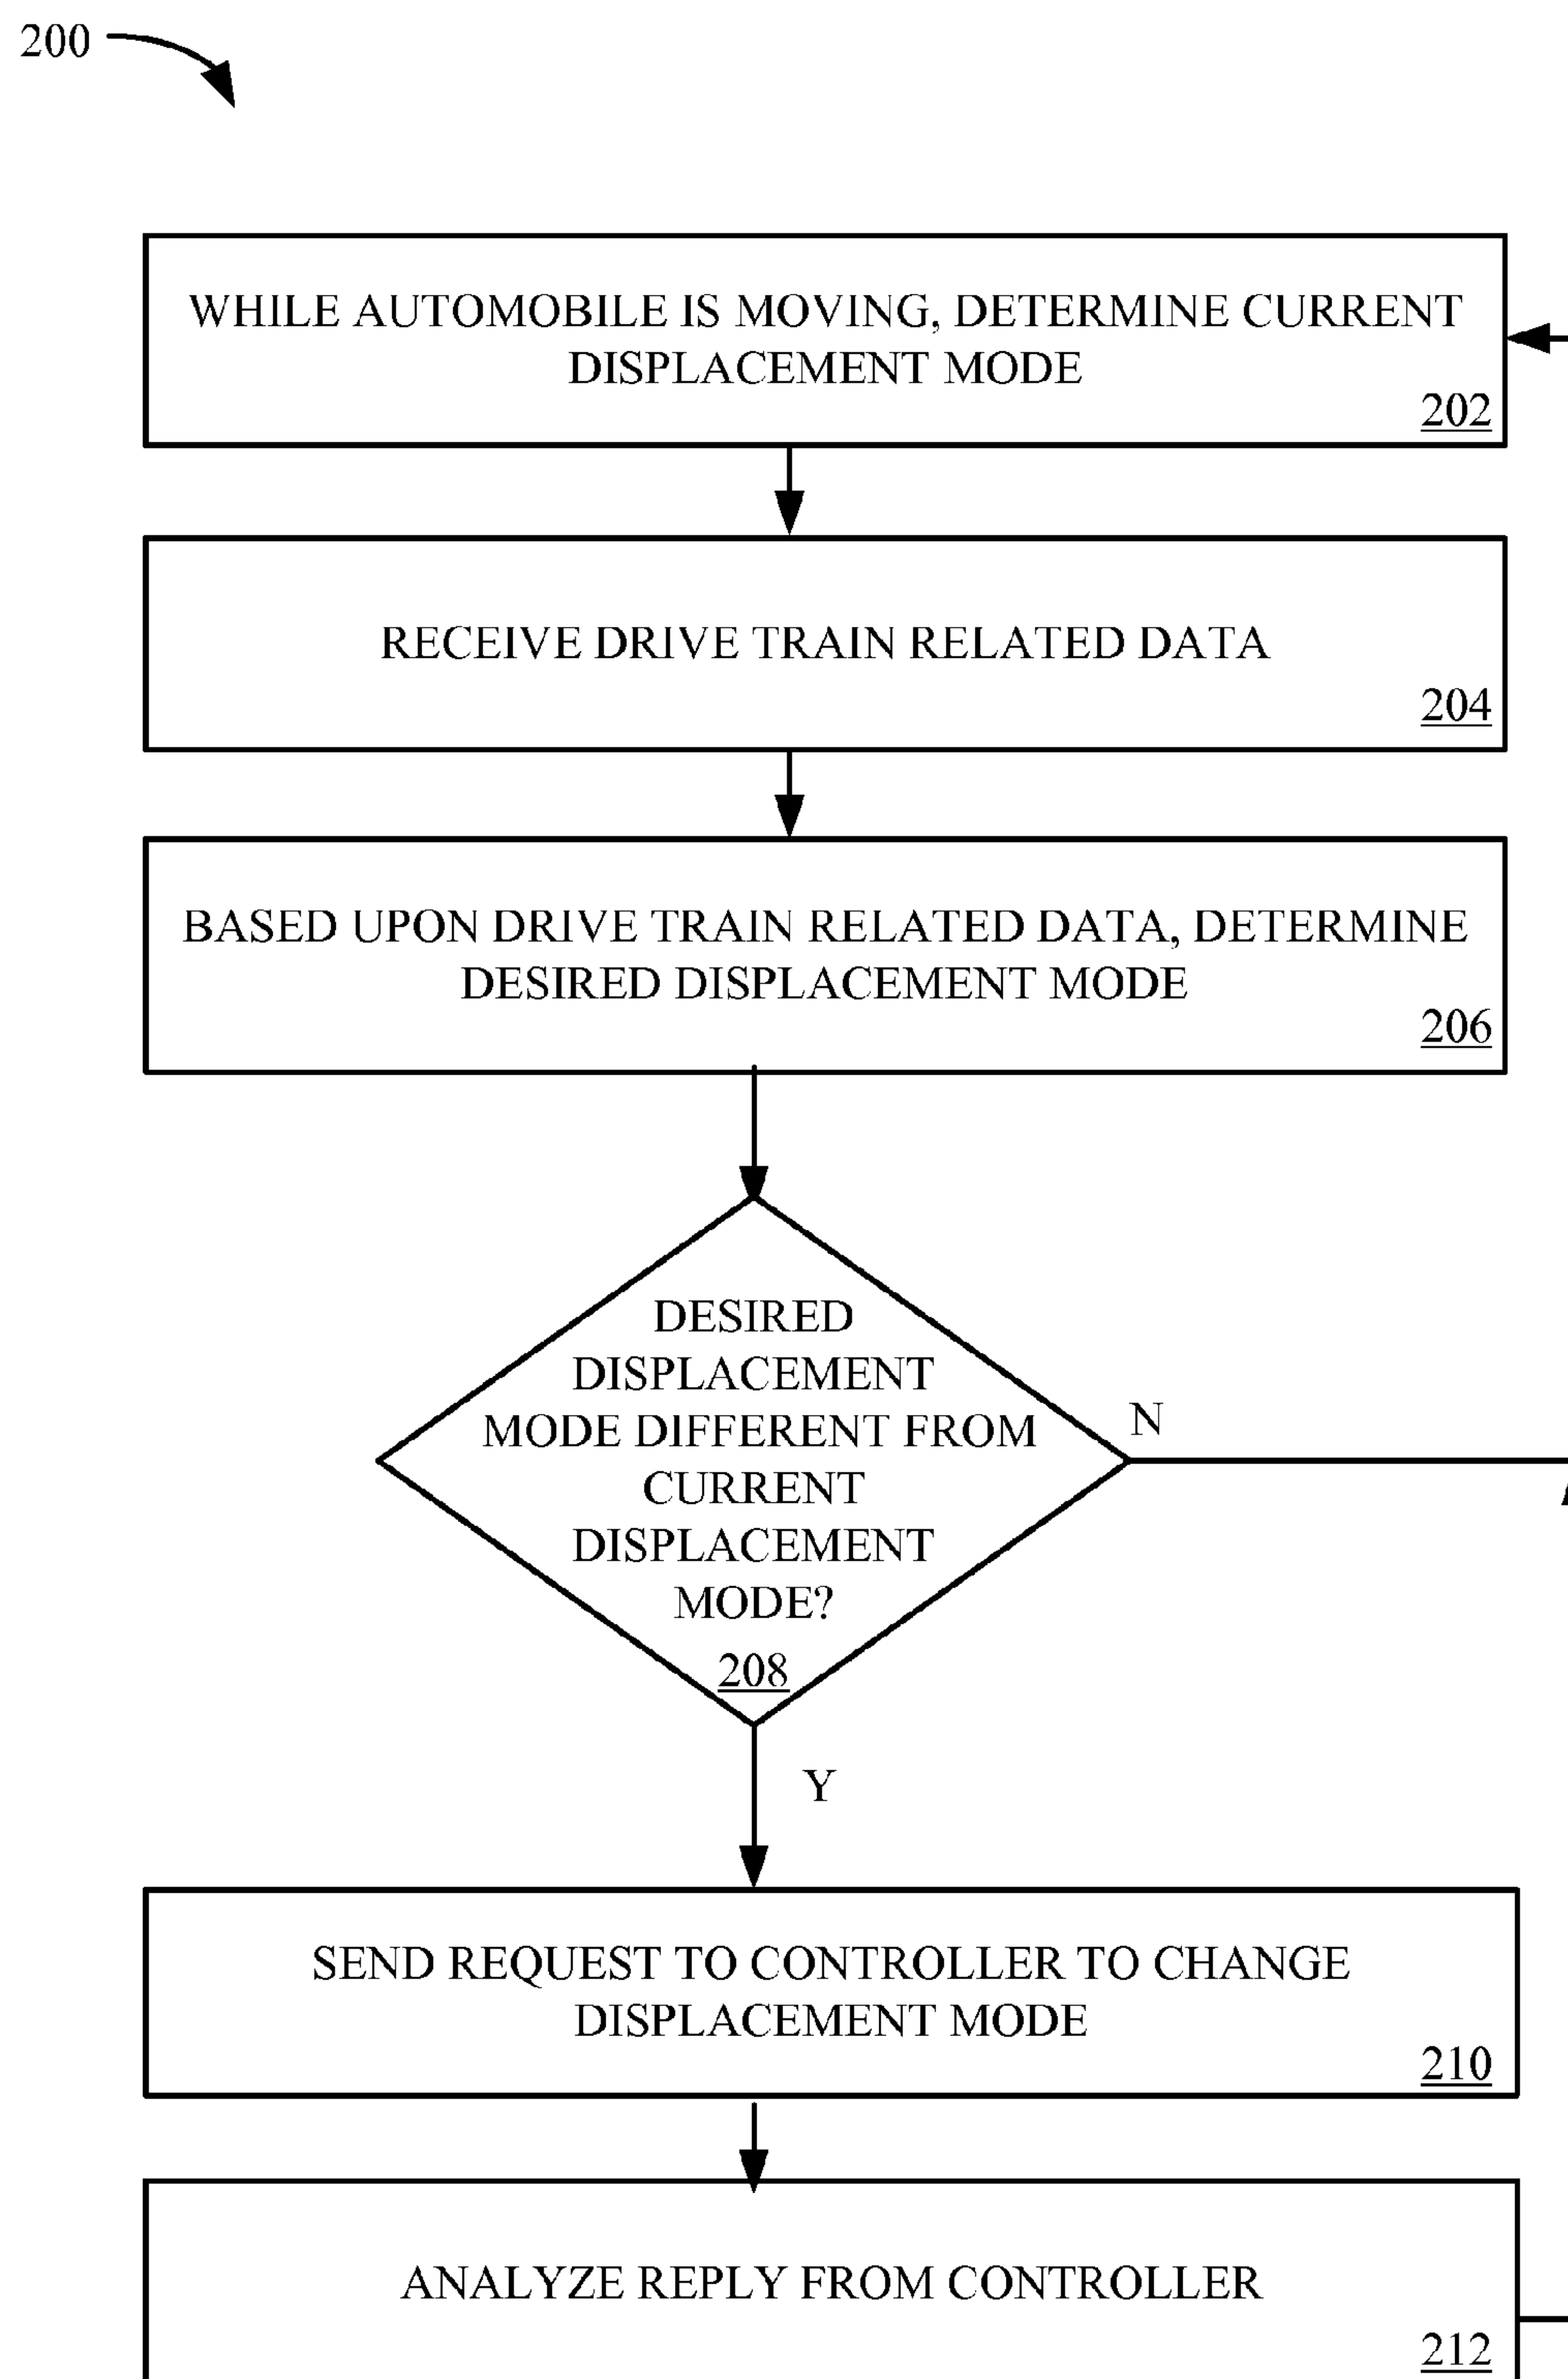 200
WHILE AUTOMOBILE IS MOVING, DETERMINE CURRENT
DISPLACEMENT MODE
202
RECEIVE DRIVE TRAIN RELATED DATA
204
BASED UPON DRIVE TRAIN RELATED DATA, DETERMINE
DESIRED DISPLACEMENT MODE
206
DESIRED
DISPLACEMENT
MODE DIFFERENT FROM
CURRENT
DISPLACEMENT
MODE?
208
N
Y
SEND REQUEST TO CONTROLLER TO CHANGE
DISPLACEMENT MODE
210
ANALYZE REPLY FROM CONTROLLER
212